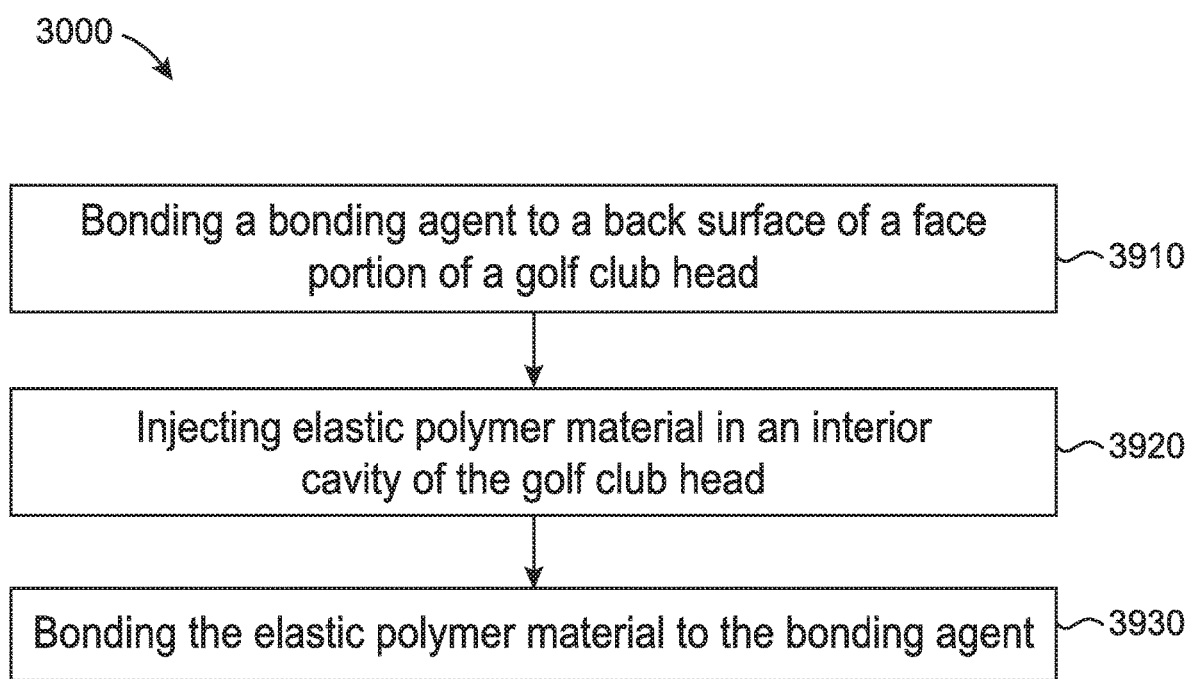 3000
Bonding a bonding agent to a back surface of a face
portion of a golf club head
3910
Injecting elastic polymer material in an interior
cavity of the golf club head
3920
Bonding the elastic polymer material to the bonding agent
3930